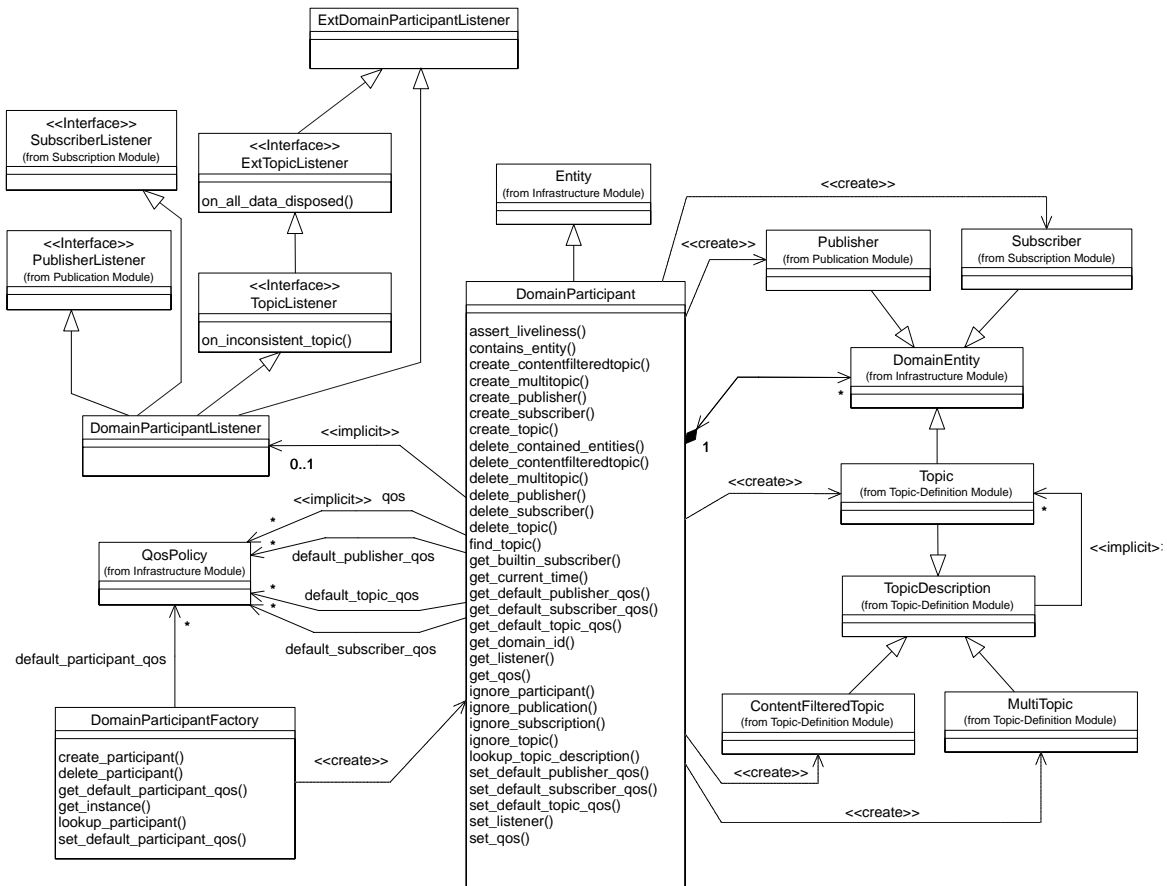 ExtDomainParticipantListener
<<Interface>>
SubscriberListener
(from Subscription Module)
<<Interface>>
ExtTopicListener
on_all_data_disposed()
<<Interface>>
PublisherListener
(from Publication Module)
<<Interface>>
TopicListener
on_inconsistent_topic()
DomainParticipantListener
<<implicit>>
0..1
<<implicit>>
qos
*
*
default_publisher_qos
QosPolicy
(from Infrastructure Module)
*
default_topic_qos
*
default_subscriber_qos
*
default_participant_qos
DomainParticipantFactory
create_participant()
delete_participant()
get_default_participant_qos()
get_instance()
lookup_participant()
set_default_participant_qos()
<<create>>
Entity
(from Infrastructure Module)
DomainParticipant
assert_liveliness()
contains_entity()
create_contentfilteredtopic()
create_multitopic()
create_publisher()
create_subscriber()
create_topic()
delete_contained_entities()
delete_contentfilteredtopic()
delete_multitopic()
delete_publisher()
delete_subscriber()
delete_topic()
find_topic()
get_builtin_subscriber()
get_current_time()
get_default_publisher_qos()
get_default_subscriber_qos()
get_default_topic_qos()
get_domain_id()
get_listener()
get_qos()
ignore_participant()
ignore_publication()
ignore_subscription()
ignore_topic()
lookup_topic_description()
set_default_publisher_qos()
set_default_subscriber_qos()
set_default_topic_qos()
set_listener()
set_qos()
<<create>>
<<create>>
Publisher
(from Publication Module)
Subscriber
(from Subscription Module)
DomainEntity
(from Infrastructure Module)
*
1
<<create>>
Topic
(from Topic-Definition Module)
*
<<implicit>>
TopicDescription
(from Topic-Definition Module)
ContentFilteredTopic
(from Topic-Definition Module)
MultiTopic
(from Topic-Definition Module)
<<create>>
<<create>>